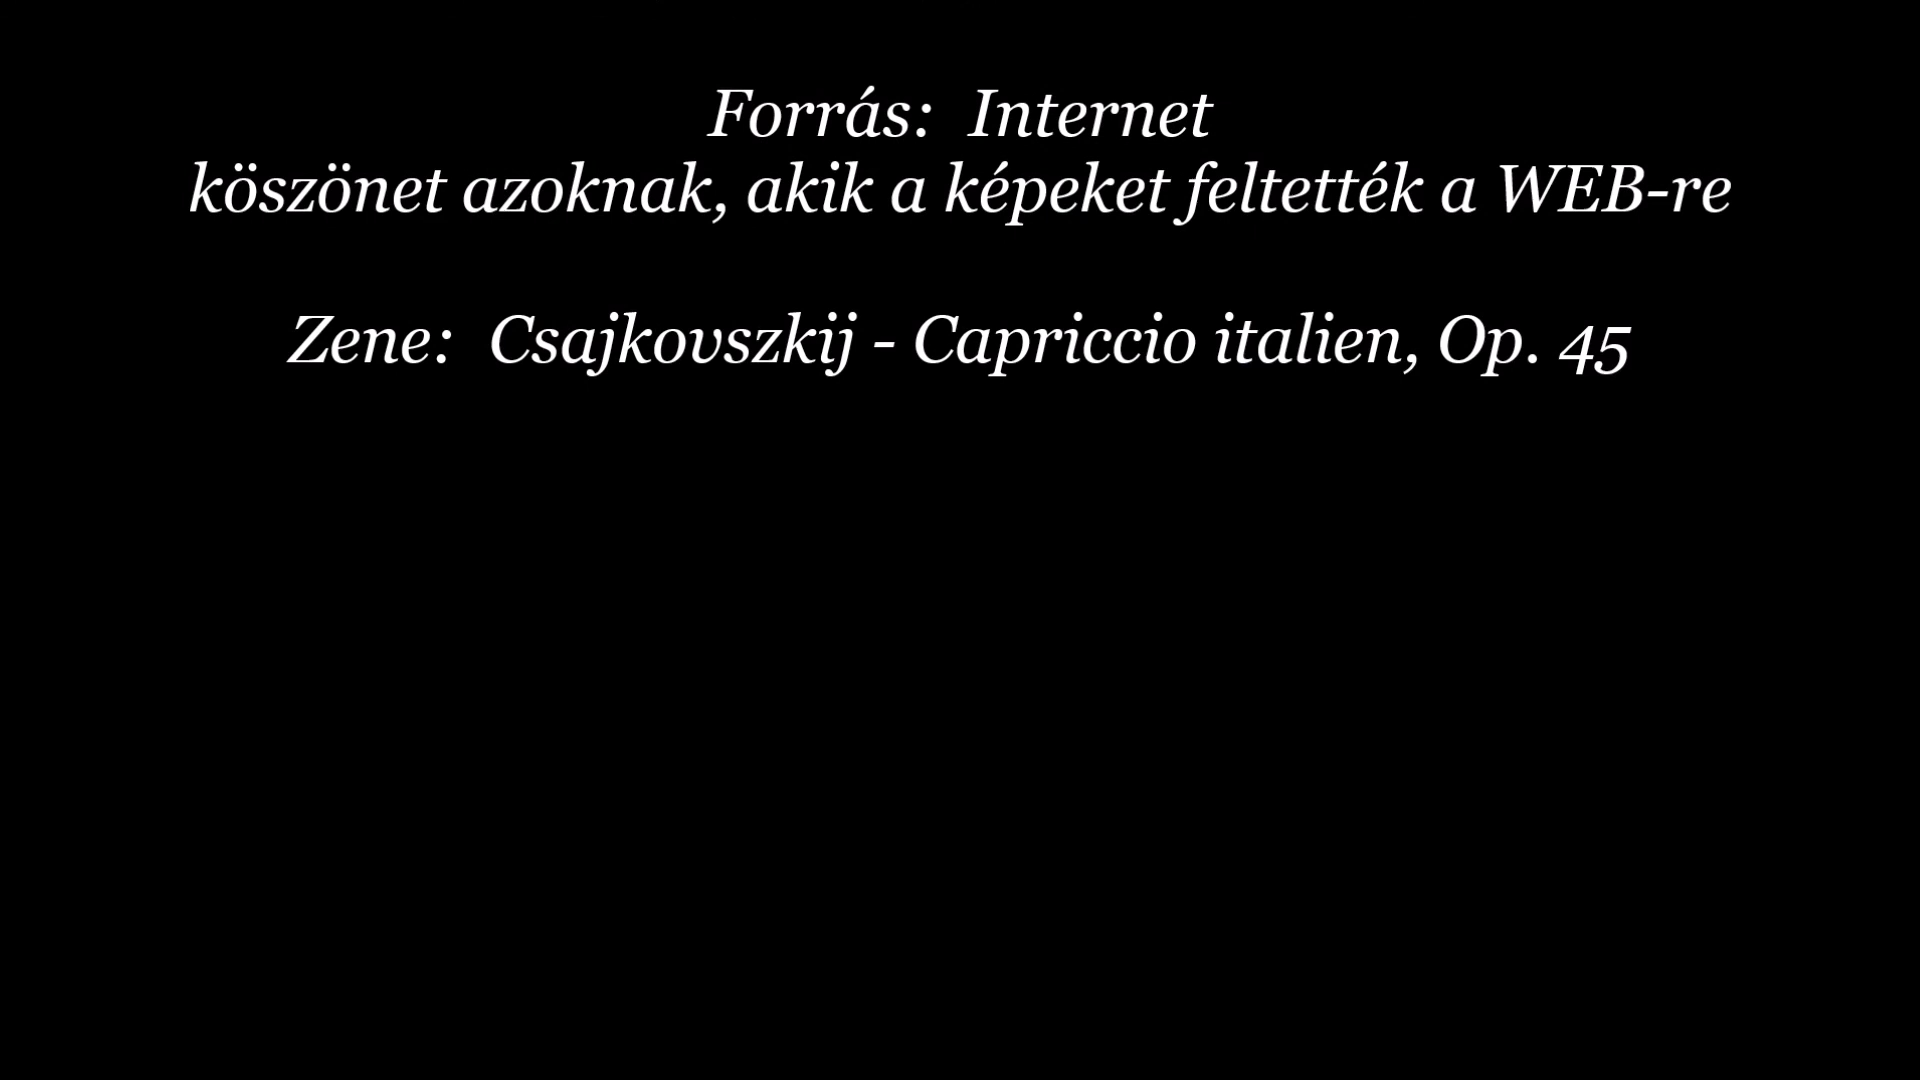 Forrás:  Internet
köszönet azoknak, akik a képeket feltették a WEB-re
Zene:  Csajkovszkij - Capriccio italien, Op. 45